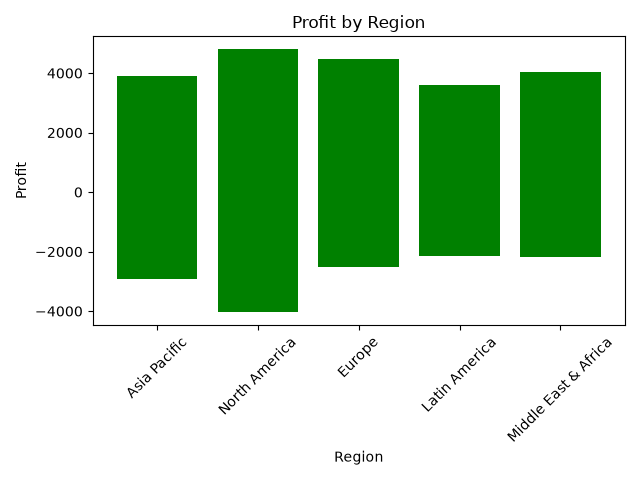 Profit by Region
Profit
4000
2000
0
−2000
−4000
Asia Pacific
North America
Europe
Latin America
Middle East & Africa
Region